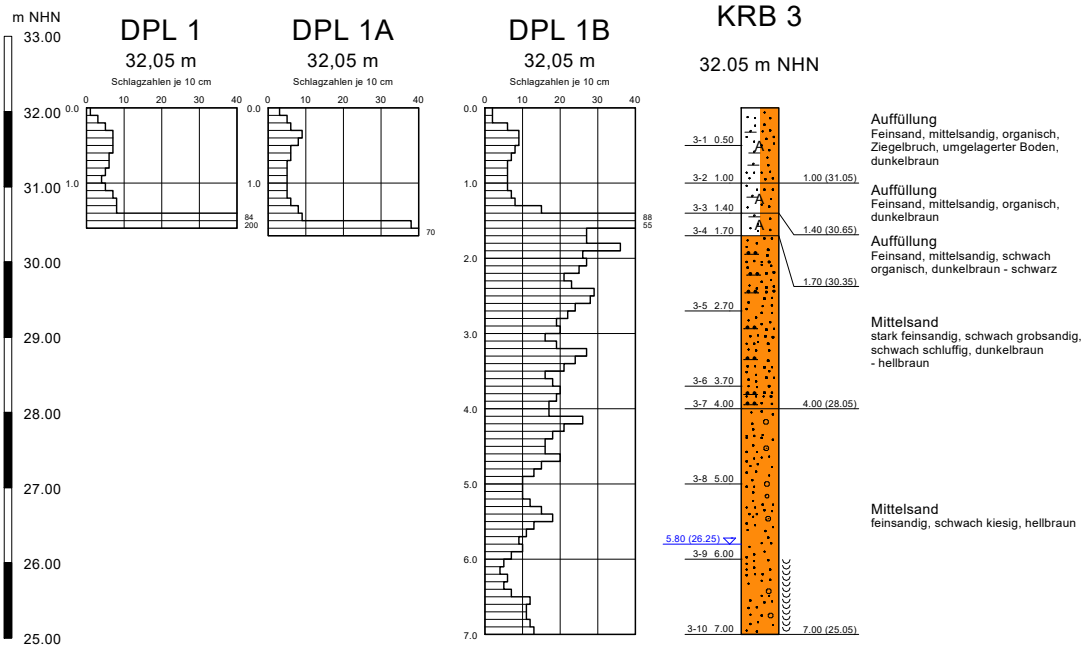 m NHN
33.00
32.00
31.00
30.00
29.00
28.00
27.00
26.00
25.00
DPL 1
32,05 m
Schlagzahlen je 10 cm
0 10 20 30 40
0.0
1.0
84
200
DPL 1A
32,05 m
Schlagzahlen je 10 cm
0 10 20 30 40
0.0
1.0
70
DPL 1B
32,05 m
Schlagzahlen je 10 cm
0 10 20 30 40
0.0
1.0
2.0
3.0
4.0
5.0
6.0
7.0
88
55
KRB 3
32.05 m NHN
3-1 0.50
3-2 1.00
3-3 1.40
3-4 1.70
3-5 2.70
3-6 3.70
3-7 4.00
3-8 5.00
5.80 (26.25)
3-9 6.00
3-10 7.00
A
A
A
1.00 (31.05)
1.40 (30.65)
1.70 (30.35)
4.00 (28.05)
7.00 (25.05)
Auffüllung
Feinsand, mittelsandig, organisch,
Ziegelbruch, umgelagerter Boden,
dunkelbraun
Auffüllung
Feinsand, mittelsandig, organisch,
dunkelbraun
Auffüllung
Feinsand, mittelsandig, schwach
organisch, dunkelbraun - schwarz
Mittelsand
stark feinsandig, schwach grobsandig,
schwach schluffig, dunkelbraun
- hellbraun
Mittelsand
feinsandig, schwach kiesig, hellbraun